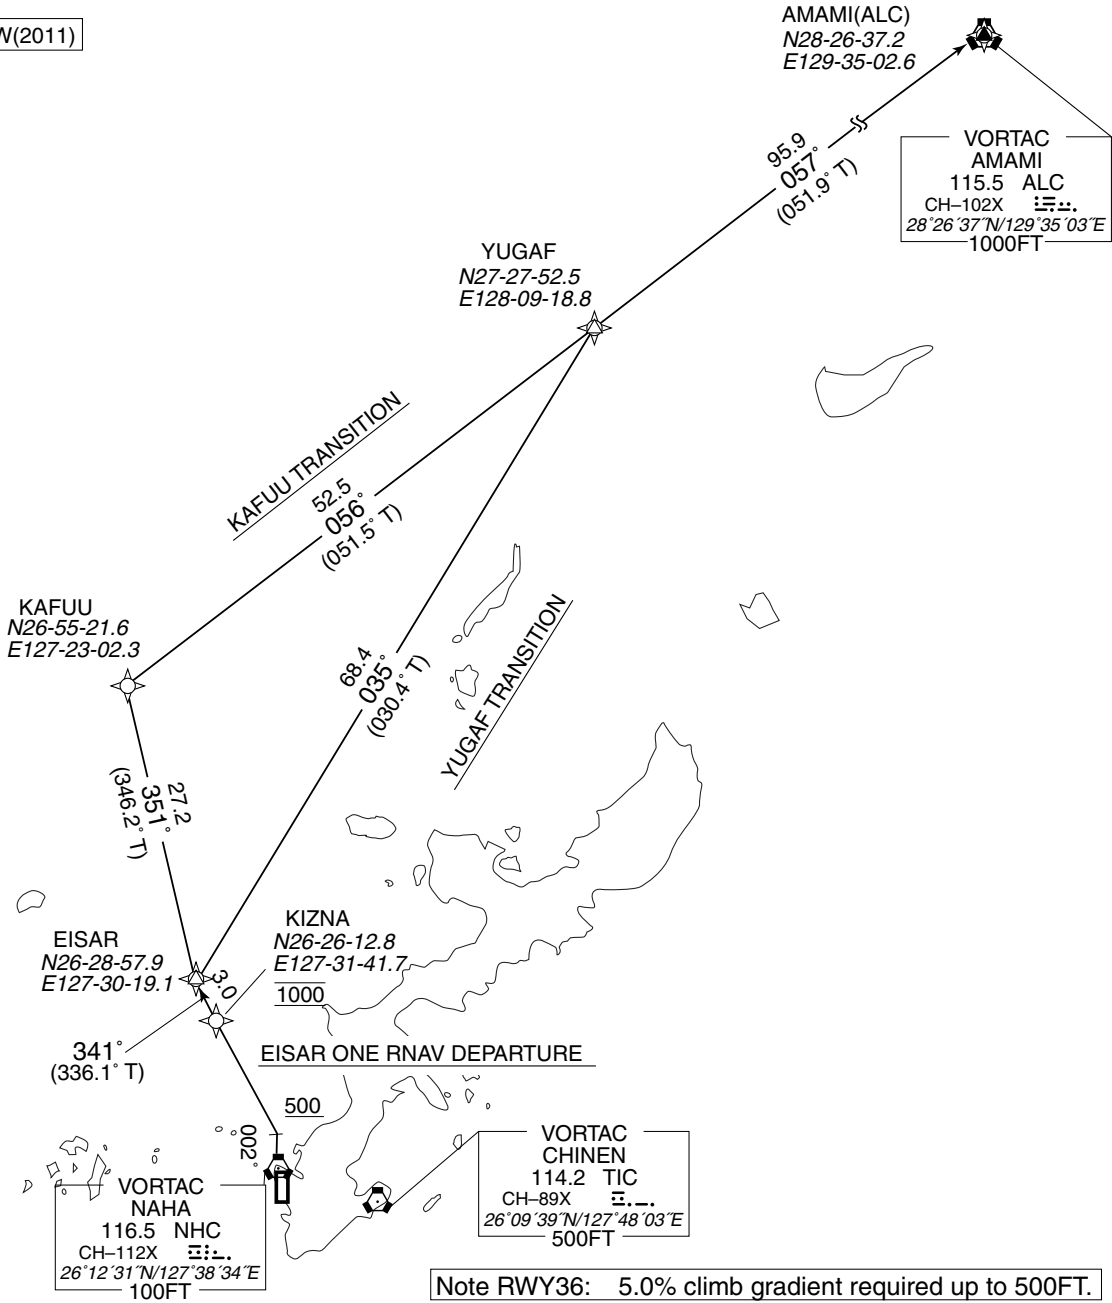 W(2011)
AMAMI(ALC)
N28-26-37.2
E129-35-02.6
VORTAC
AMAMI
115.5 ALC
CH–102X
28°26´37˝N/129°35´03˝E
1000FT
95.9
057°
(051.9° T)
YUGAF
N27-27-52.5
E128-09-18.8
KAFUU TRANSITION
52.5
056°
(051.5° T)
KAFUU
N26-55-21.6
E127-23-02.3
68.4
035°
(030.4° T)
YUGAF TRANSITION
27.2
351°
(346.2° T)
EISAR
N26-28-57.9
E127-30-19.1
3.0
KIZNA
N26-26-12.8
E127-31-41.7
1000
341°
(336.1° T)
EISAR ONE RNAV DEPARTURE
500
002°
VORTAC
NAHA
116.5 NHC
CH–112X
26°12´31˝N/127°38´34˝E
100FT
VORTAC
CHINEN
114.2 TIC
CH–89X
26°09´39˝N/127°48´03˝E
500FT
Note RWY36: 5.0% climb gradient required up to 500FT.